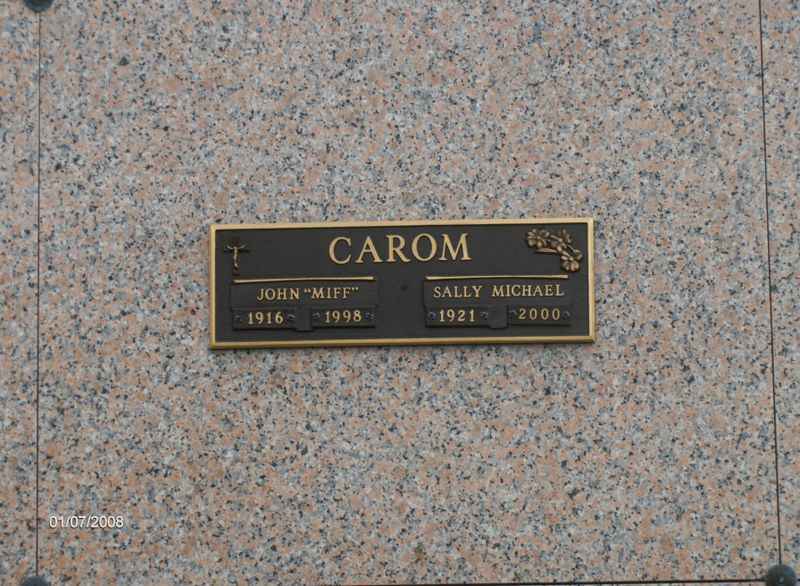 CAROM
JOHN "MIFF"
1916 1998
SALLY MICHAEL
1921 2000
01/07/2008